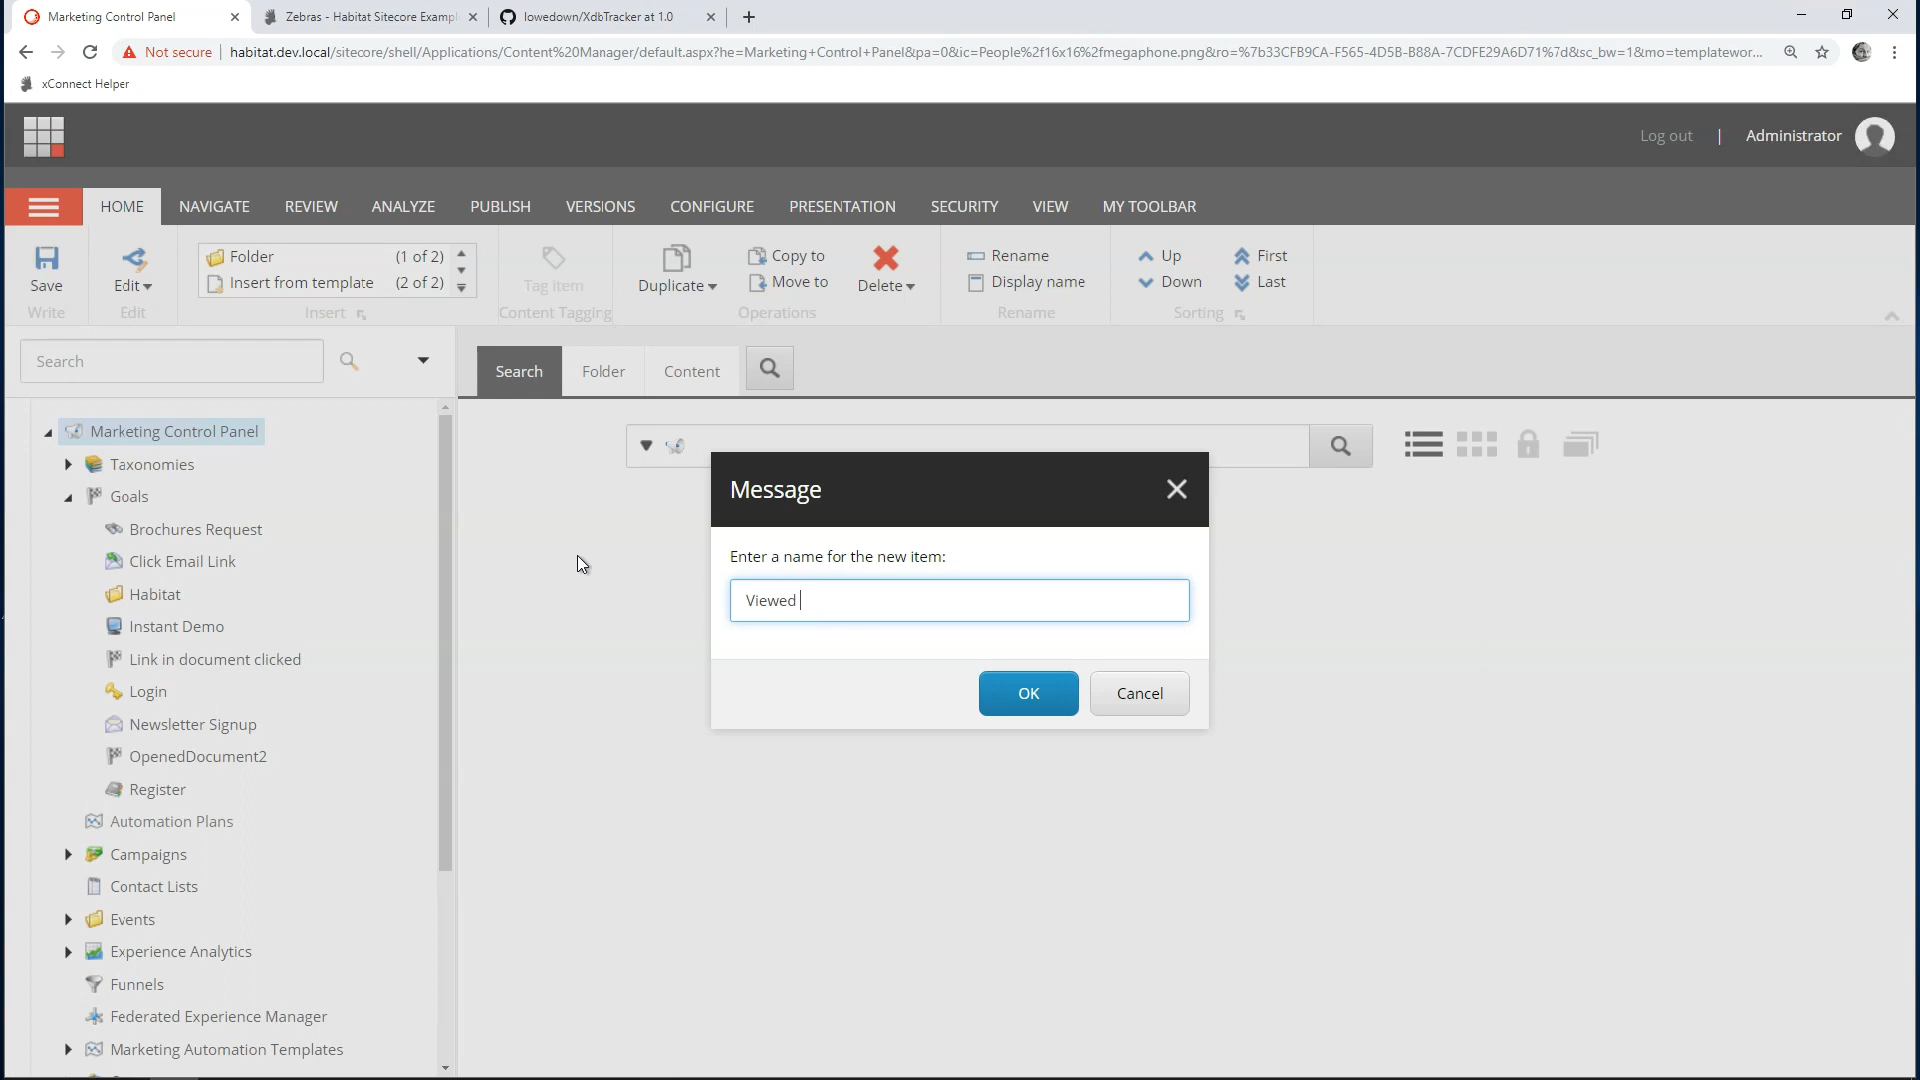 Marketing Control Panel
Zebras - Habitat Sitecore Exampl
lowedown/XdbTracker at 1.0
Not secure
habitat.dev.local/sitecore/shell/Applications/Content%20Manager/default.aspx?he=Marketing+Control+Panel&pa=0&ic=People%2f16x16%2fmegaphone.png&ro=%7b33CFB9CA-F565-4D5B-B88A-7CDFE29A6D71%7d&sc_bw=1&mo=templatewor...
xConnect Helper
Log out | Administrator
HOME NAVIGATE REVIEW ANALYZE PUBLISH VERSIONS CONFIGURE PRESENTATION SECURITY VIEW MY TOOLBAR
Save
Write
Edit
Edit
Folder (1 of 2)
Insert from template (2 of 2)
Insert
Tag item
Content Tagging
Duplicate
Copy to
Move to
Delete
Operations
Rename
Display name
Rename
Up First
Down Last
Sorting
Search
Search Folder Content
Marketing Control Panel
Taxonomies
Goals
Brochures Request
Click Email Link
Habitat
Instant Demo
Link in document clicked
Login
Newsletter Signup
OpenedDocument2
Register
Automation Plans
Campaigns
Contact Lists
Events
Experience Analytics
Funnels
Federated Experience Manager
Marketing Automation Templates
Message
Enter a name for the new item:
Viewed
OK
Cancel